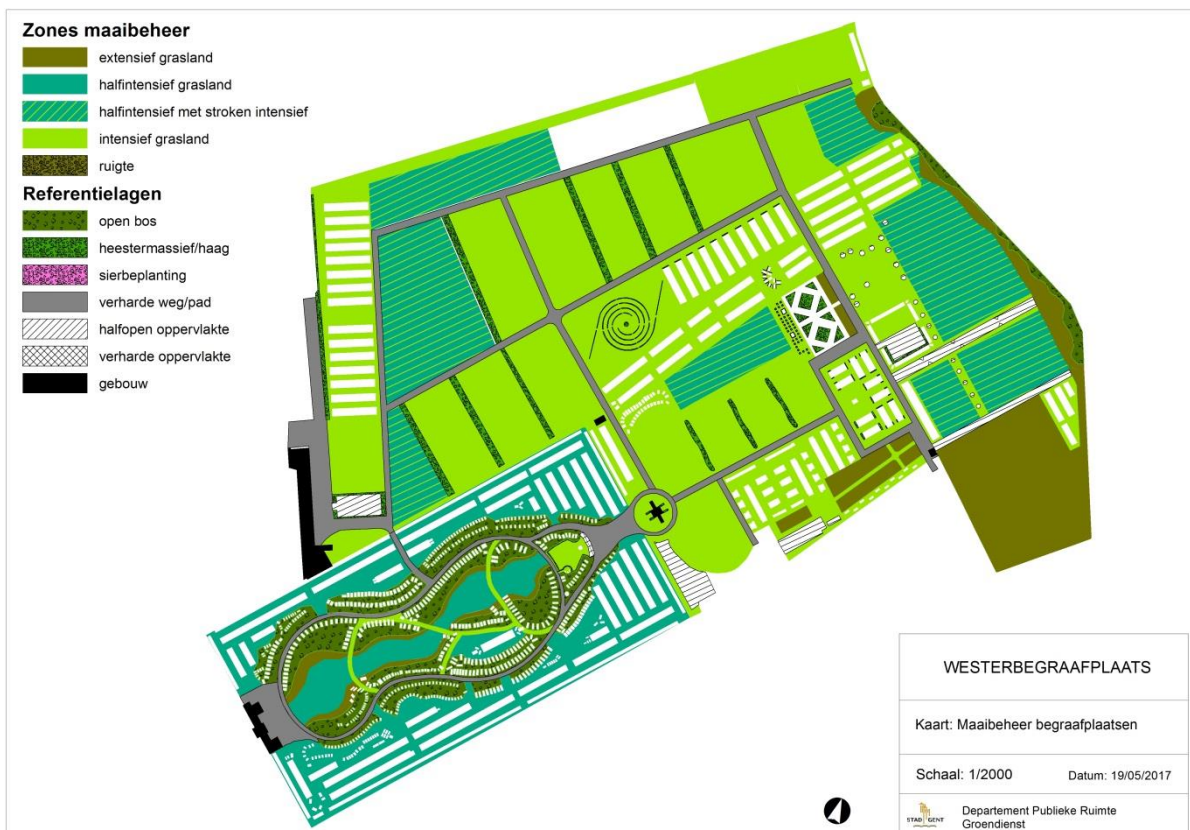 Zones maaibeheer
extensief grasland
halfintensief grasland
halfintensief met stroken intensief
intensief grasland
ruigte
Referentielagen
open bos
heestermassief/haag
sierbeplanting
verharde weg/pad
halfopen oppervlakte
verharde oppervlakte
gebouw
WESTERBEGRAAFPLAATS
Kaart: Maaibeheer begraafplaatsen
Schaal: 1/2000 Datum: 19/05/2017
STAD GENT
Departement Publieke Ruimte
Groendienst